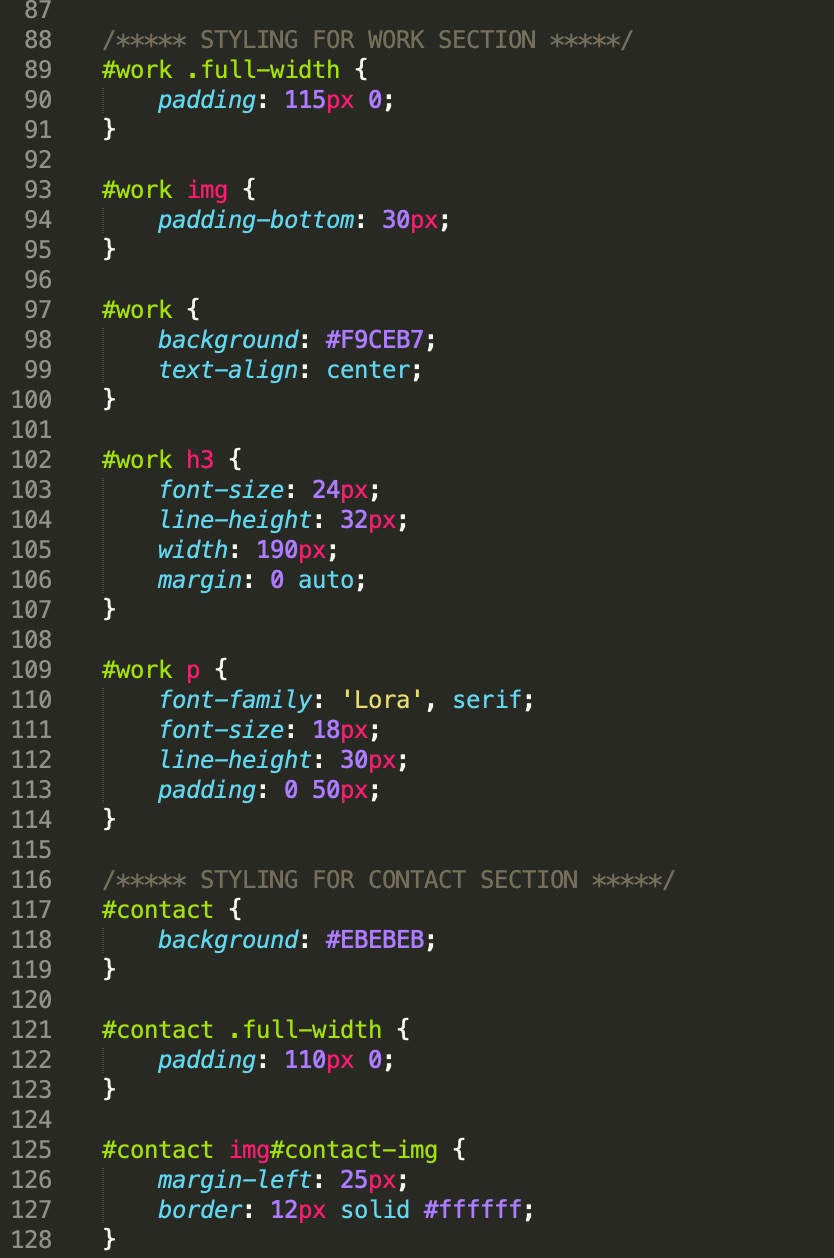 87
88 /***** STYLING FOR WORK SECTION *****/
89 #work .full-width {
90     padding: 115px 0;
91 }
92
93 #work img {
94     padding-bottom: 30px;
95 }
96
97 #work {
98     background: #F9CEB7;
99     text-align: center;
100 }
101
102 #work h3 {
103     font-size: 24px;
104     line-height: 32px;
105     width: 190px;
106     margin: 0 auto;
107 }
108
109 #work p {
110     font-family: 'Lora', serif;
111     font-size: 18px;
112     line-height: 30px;
113     padding: 0 50px;
114 }
115
116 /***** STYLING FOR CONTACT SECTION *****/
117 #contact {
118     background: #EBEBEB;
119 }
120
121 #contact .full-width {
122     padding: 110px 0;
123 }
124
125 #contact img#contact-img {
126     margin-left: 25px;
127     border: 12px solid #ffffff;
128 }